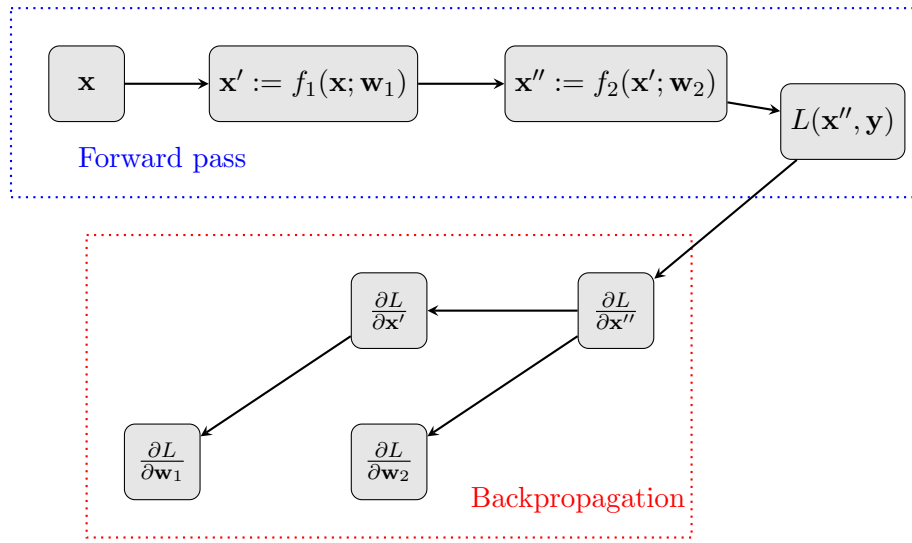 𝐱
𝐱′ := f₁(𝐱; 𝐰₁)
𝐱″ := f₂(𝐱′; 𝐰₂)
L(𝐱″, 𝐲)
Forward pass
∂L/∂𝐱′
∂L/∂𝐱″
∂L/∂𝐰₁
∂L/∂𝐰₂
Backpropagation